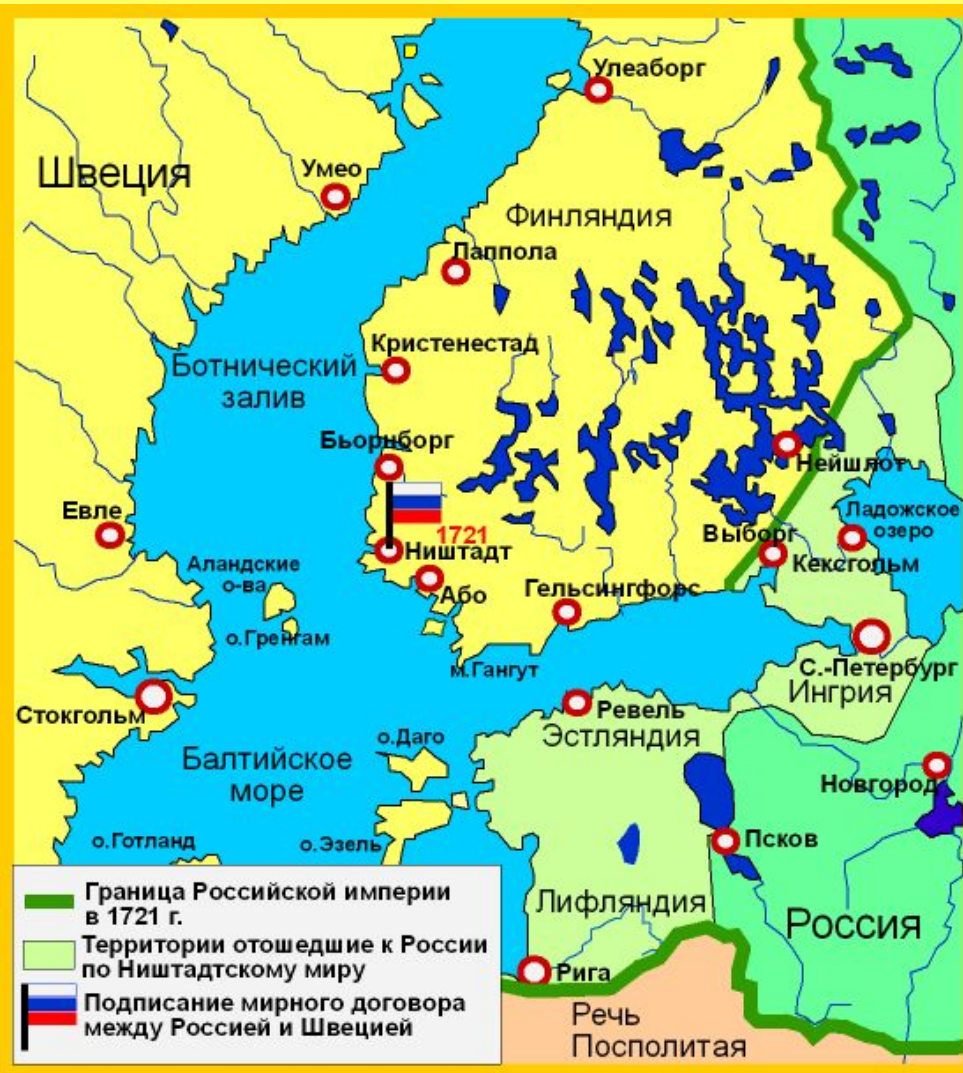 Улеаборг
Швеция
Умео
Финляндия
Лаппола
Кристенестад
Ботнический
залив
Бьорнборг
Нейшлот
Евле
1721
Ладожское
озеро
Выборг
Ништадт
Кексгольм
Аландские
о-ва
Або
Гельсингфорс
о.Гренгам
м.Гангут
С.-Петербург
Ингрия
Стокгольм
Ревель
Эстляндия
о.Даго
Балтийское
море
Новгород
о.Готланд
о.Эзель
Псков
Лифляндия
Россия
Рига
Речь
Посполитая
Граница Российской империи
в 1721 г.
Территории отошедшие к России
по Ништадтскому миру
Подписание мирного договора
между Россией и Швецией